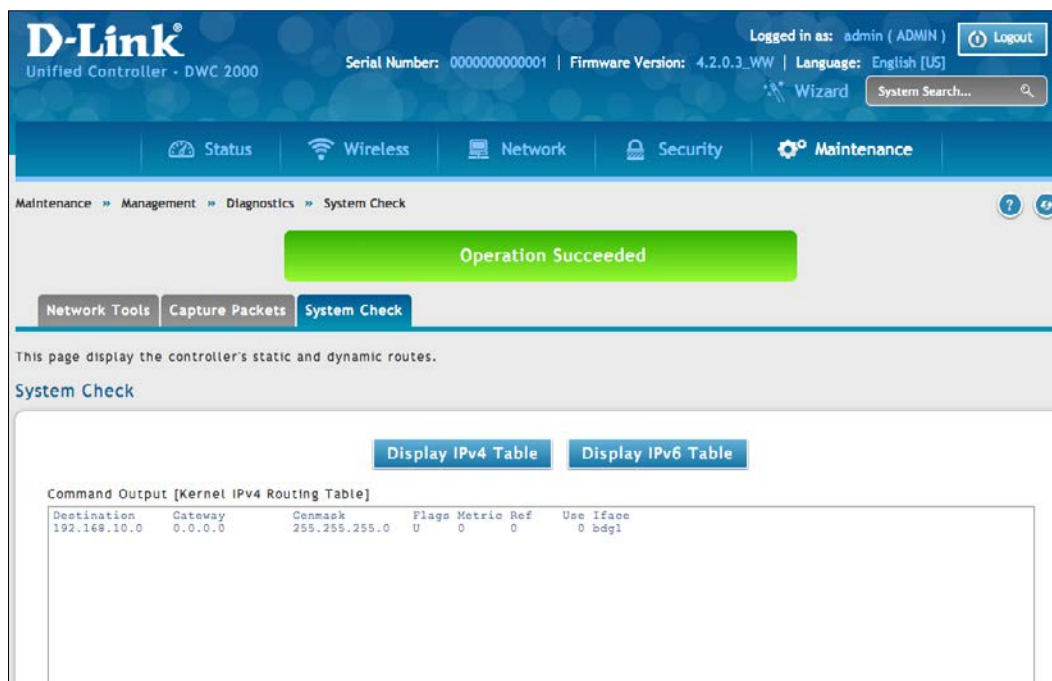 D-Link®
Unified Controller - DWC 2000
Logged in as: admin ( ADMIN )
Logout
Serial Number: 0000000000001 | Firmware Version: 4.2.0.3_WW | Language: English [US]
Wizard
System Search...
Status
Wireless
Network
Security
Maintenance
Maintenance » Management » Diagnostics » System Check
?
Operation Succeeded
Network Tools
Capture Packets
System Check
This page display the controller's static and dynamic routes.
System Check
Display IPv4 Table
Display IPv6 Table
Command Output [Kernel IPv4 Routing Table]
Destination Gateway Genmask Flags Metric Ref Use Iface
192.168.10.0 0.0.0.0 255.255.255.0 U 0 0 0 bdg1